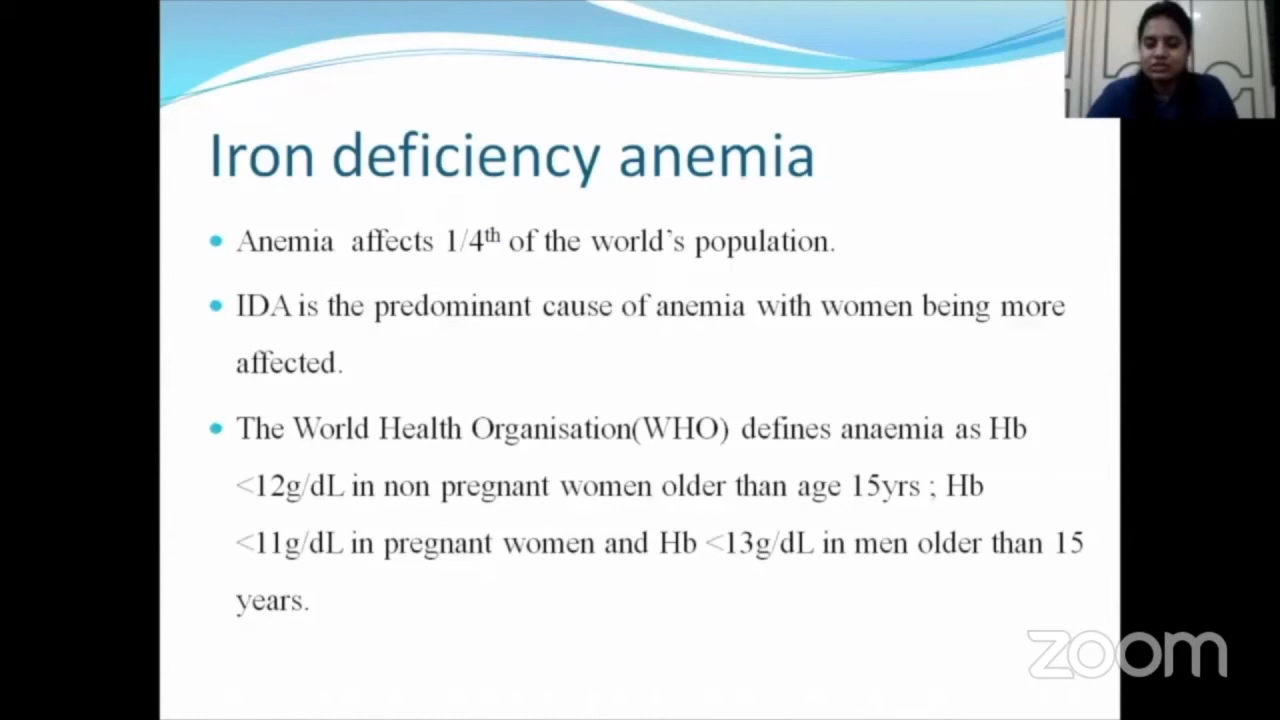 Iron deficiency anemia
• Anemia affects 1/4th of the world's population.
• IDA is the predominant cause of anemia with women being more
affected.
• The World Health Organisation(WHO) defines anaemia as Hb
<12g/dL in non pregnant women older than age 15yrs ; Hb
<11g/dL in pregnant women and Hb <13g/dL in men older than 15
years.
zoom